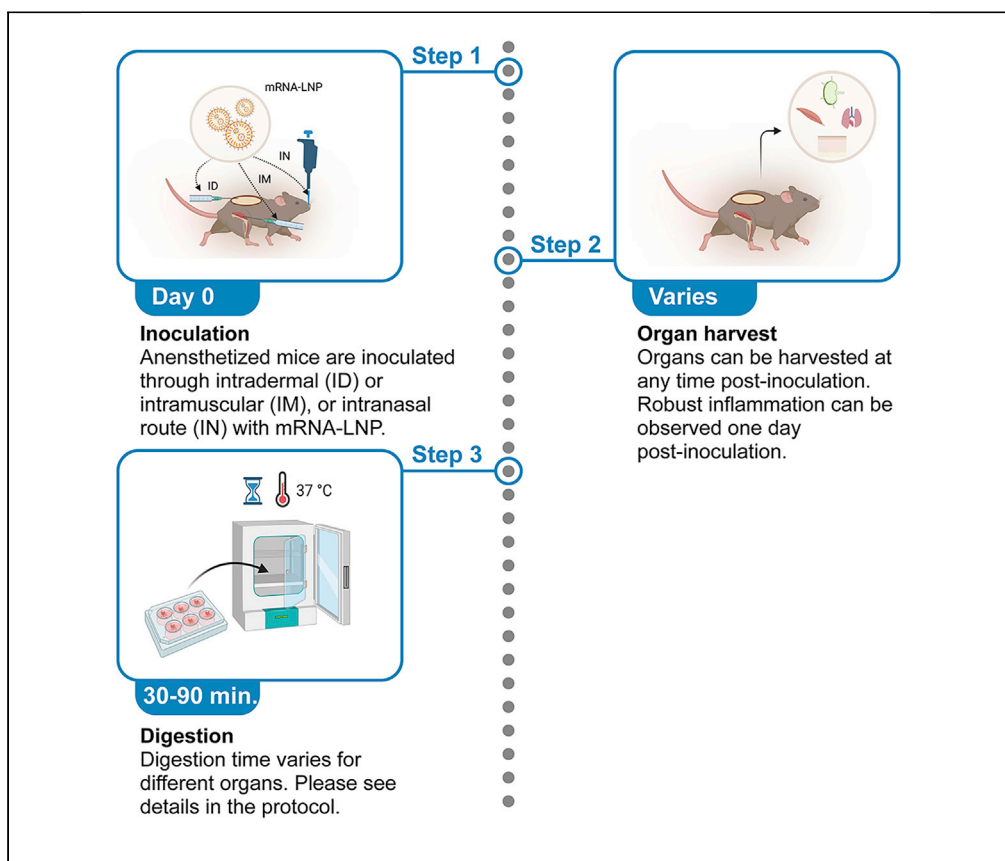 Step 1
mRNA-LNP
IN
ID
IM
Day 0
Inoculation
Anensthetized mice are inoculated
through intradermal (ID) or
intramuscular (IM), or intranasal
route (IN) with mRNA-LNP.
Step 2
Varies
Organ harvest
Organs can be harvested at
any time post-inoculation.
Robust inflammation can be
observed one day
post-inoculation.
Step 3
37 °C
30-90 min.
Digestion
Digestion time varies for
different organs. Please see
details in the protocol.